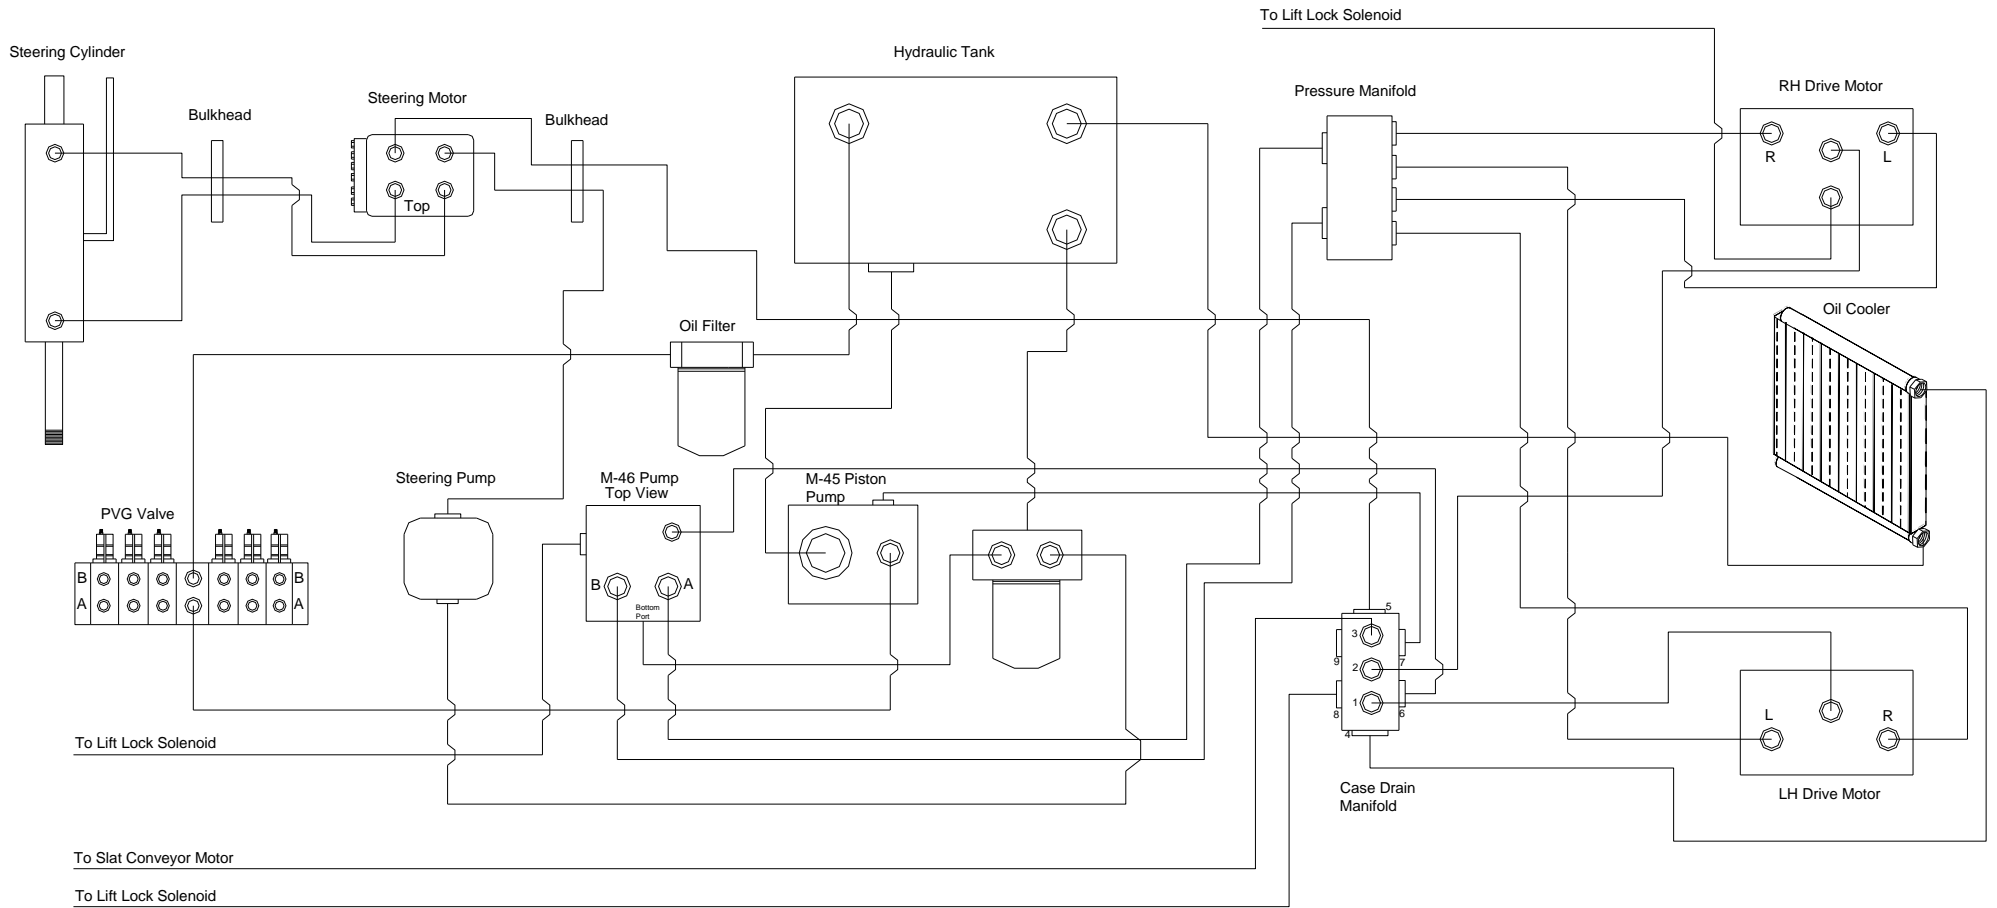 To Lift Lock Solenoid
Steering Cylinder
Hydraulic Tank
Pressure Manifold
RH Drive Motor
Bulkhead
Steering Motor
Bulkhead
R
L
Top
Oil Cooler
Oil Filter
Steering Pump
M-46 Pump
Top View
M-45 Piston
Pump
PVG Valve
B
B
A
A
B
A
Bottom
Port
5
3
9
2
7
1
8
6
4
L
R
To Lift Lock Solenoid
Case Drain
Manifold
LH Drive Motor
To Slat Conveyor Motor
To Lift Lock Solenoid